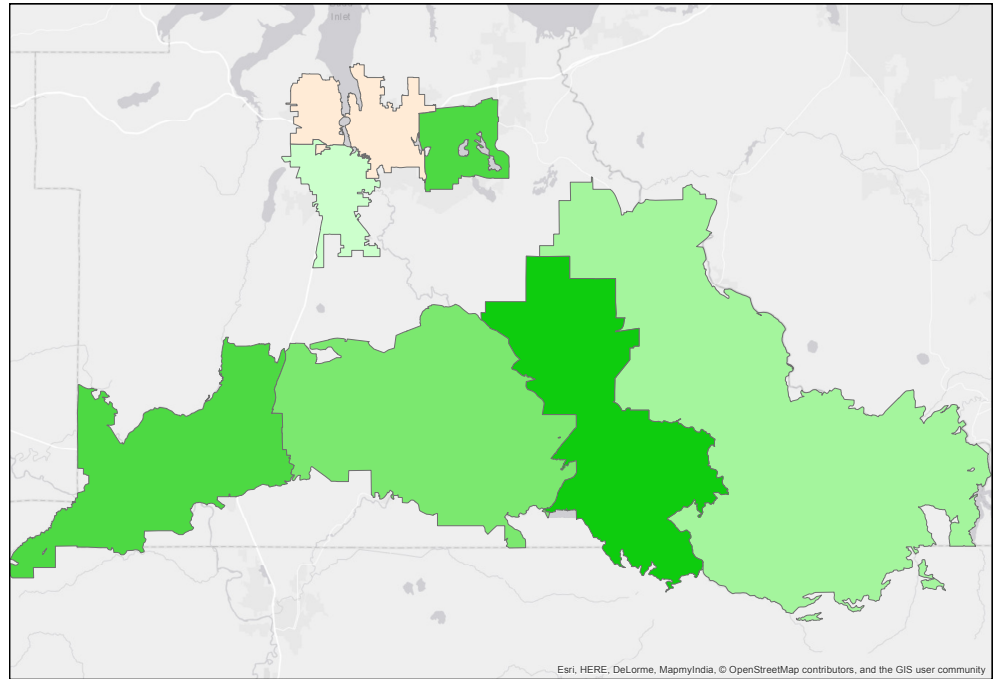 Inlet
Esri, HERE, DeLorme, MapmyIndia, © OpenStreetMap contributors, and the GIS user community